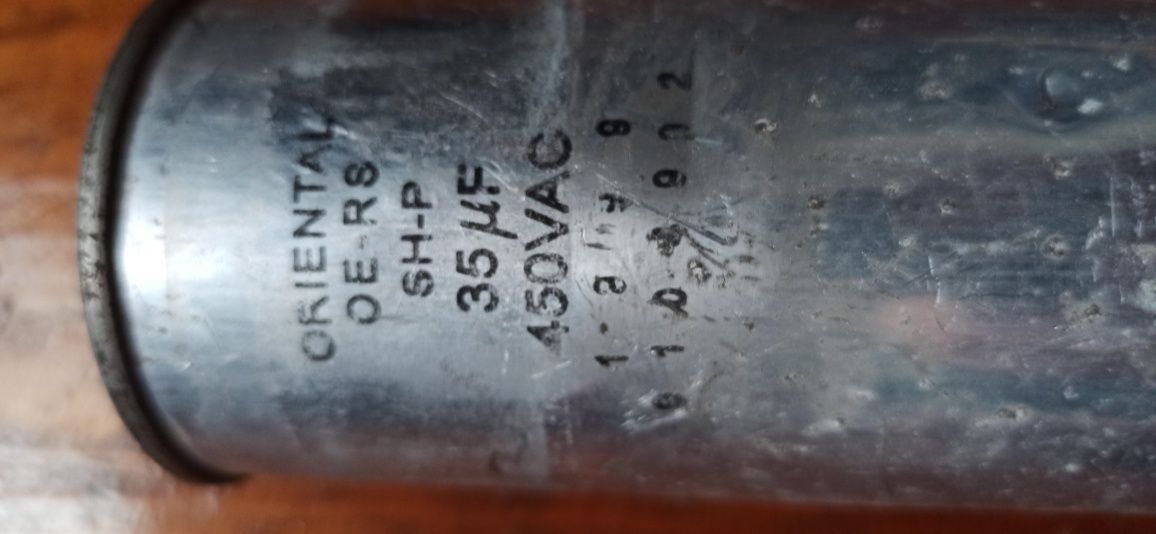 ORIENTAL
OE-RS
SH-P
35 µF
450VAC